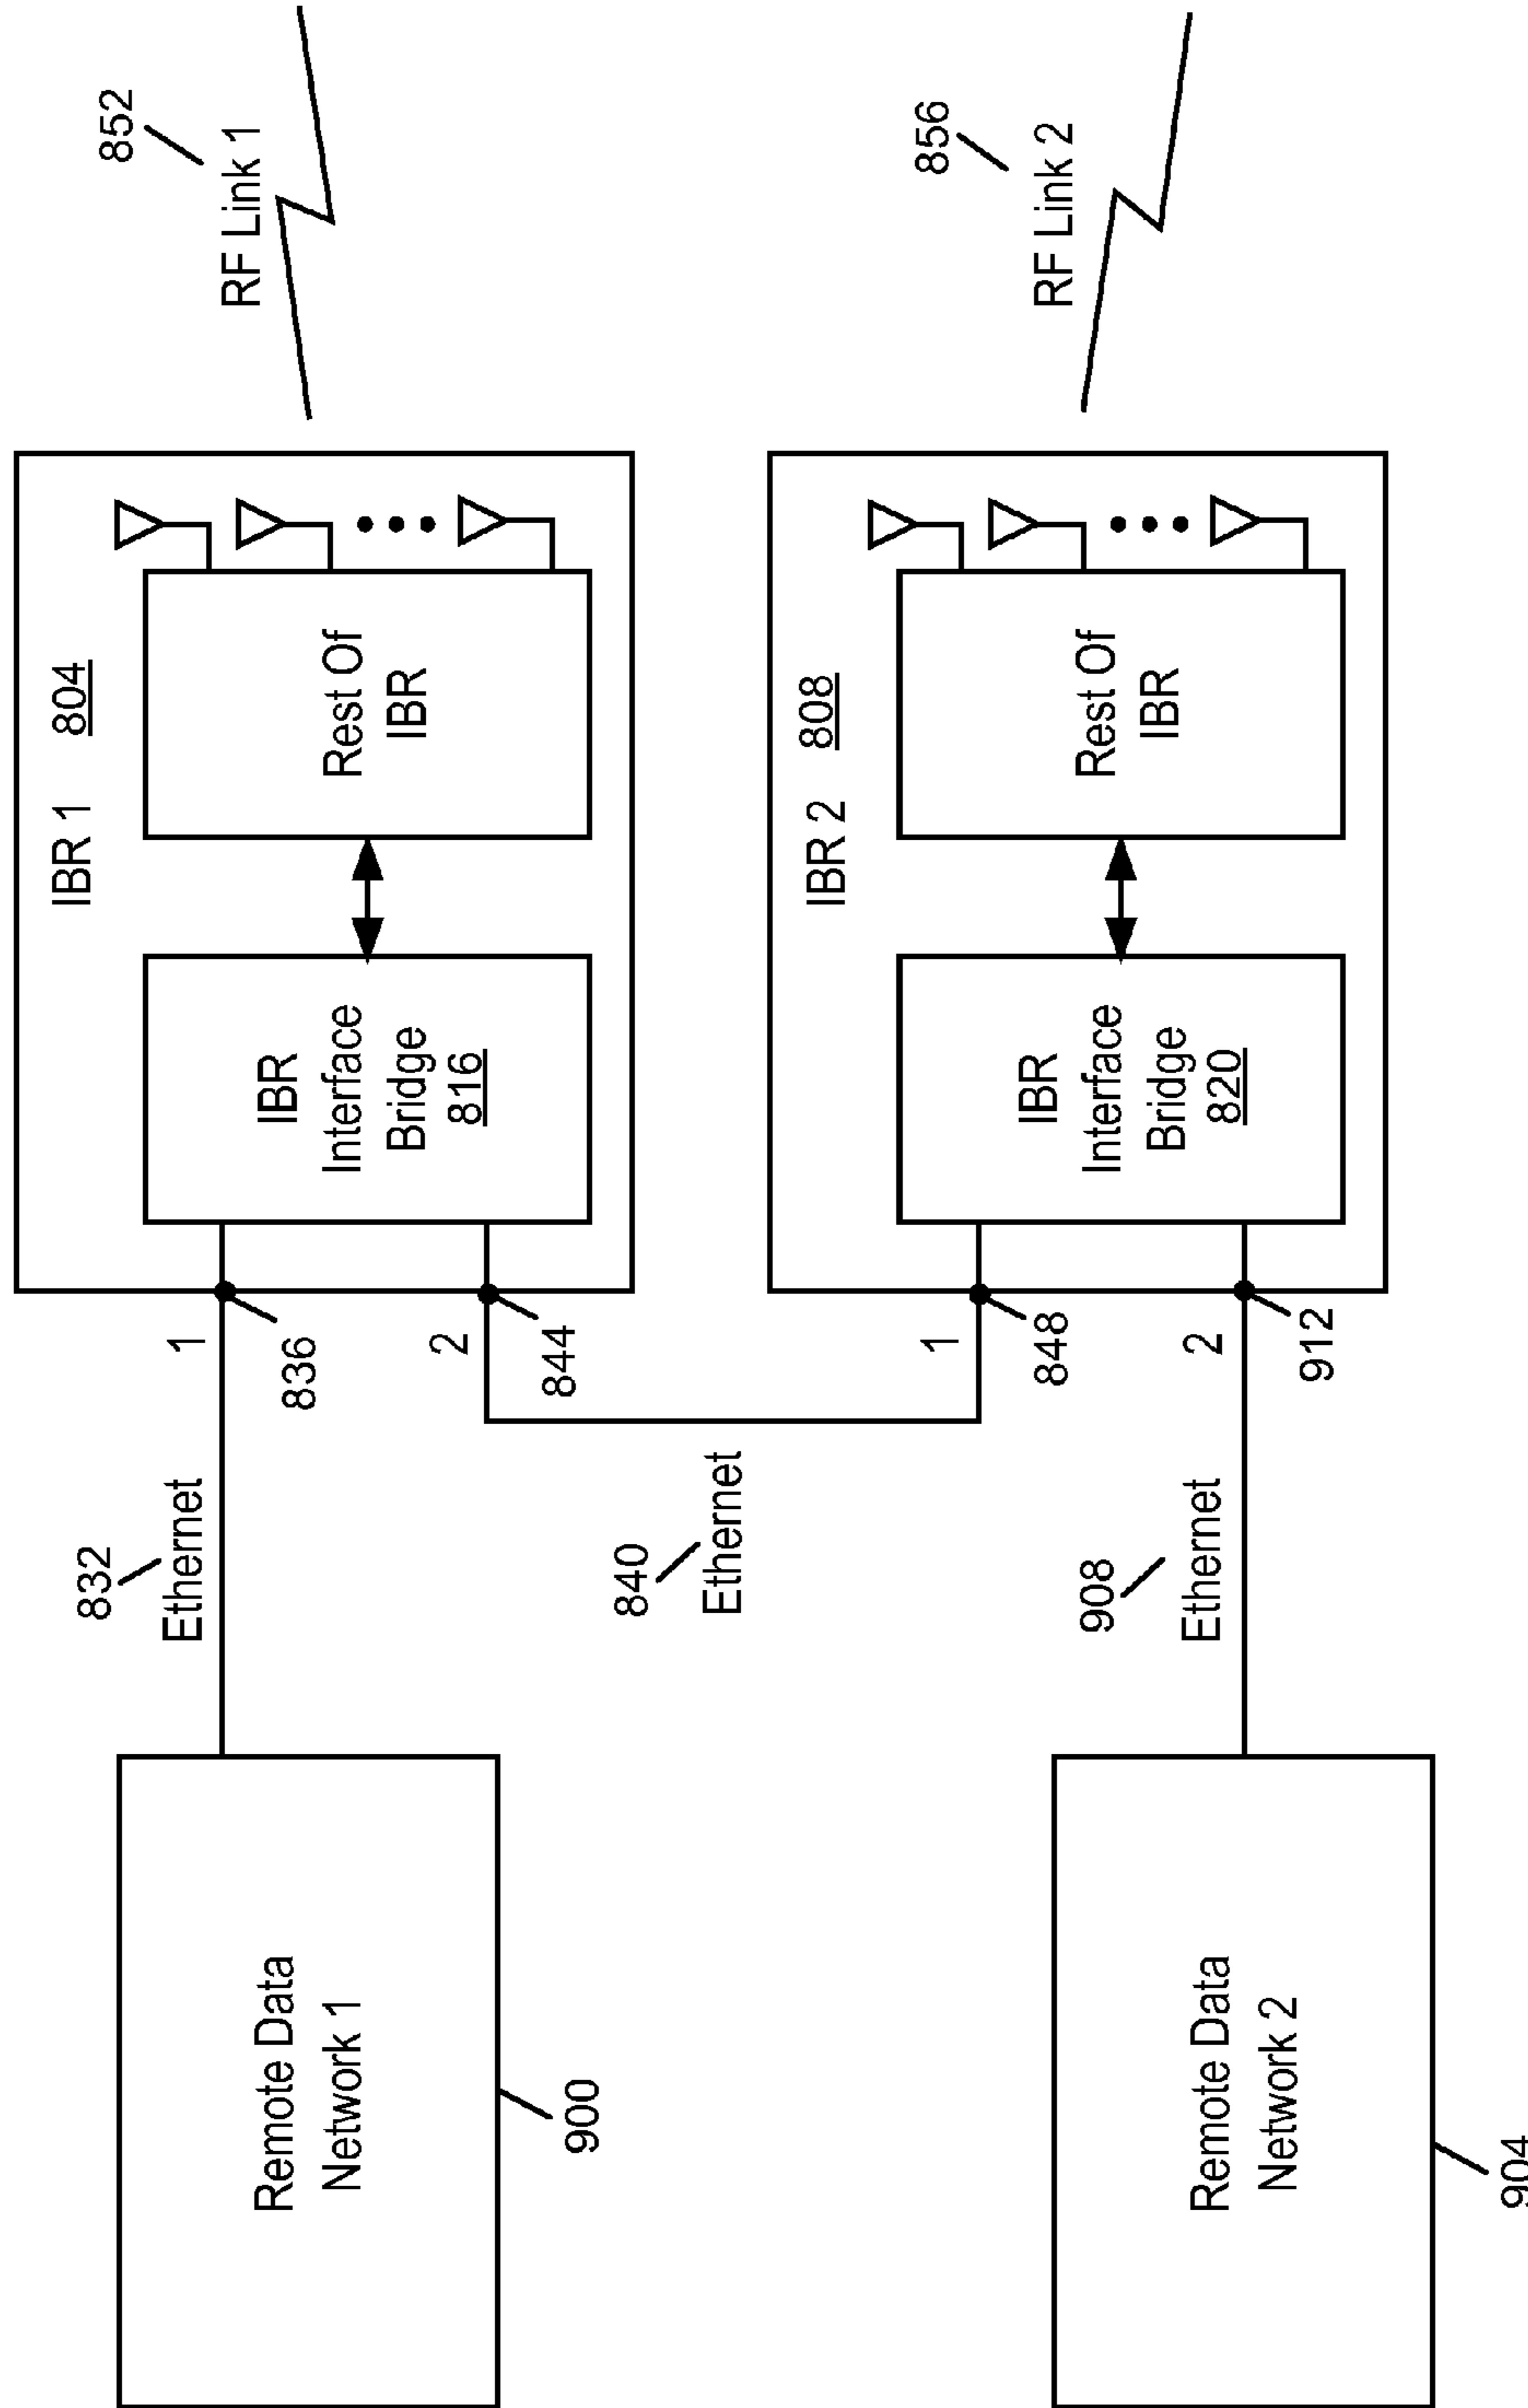 852
RF Link 1
856
RF Link 2
IBR 1
804
Rest Of
IBR
IBR
Interface
Bridge
816
IBR 2
808
Rest Of
IBR
IBR
Interface
Bridge
820
1
836
2
844
1
848
2
912
832
Ethernet
840
Ethernet
908
Ethernet
Remote Data
Network 1
900
Remote Data
Network 2
904